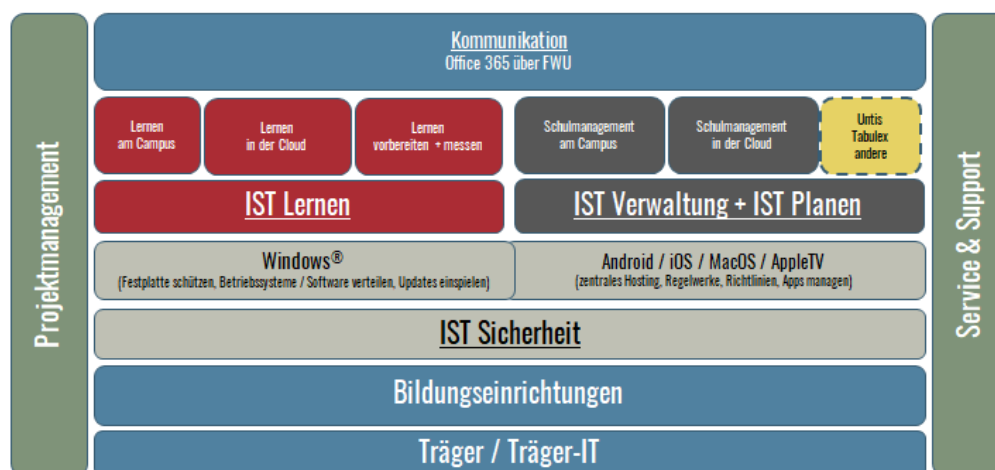 Projektmanagement
Kommunikation
Office 365 über FWU
Lernen
am Campus
Lernen
in der Cloud
Lernen
vorbereiten + messen
Schulmanagement
am Campus
Schulmanagement
in der Cloud
Untis
Tabulex
andere
IST Lernen
IST Verwaltung + IST Planen
Windows®
(Festplatte schützen, Betriebssysteme / Software verteilen, Updates einspielen)
Android / iOS / MacOS / AppleTV
(zentrales Hosting, Regelwerke, Richtlinien, Apps managen)
IST Sicherheit
Bildungseinrichtungen
Träger / Träger-IT
Service & Support